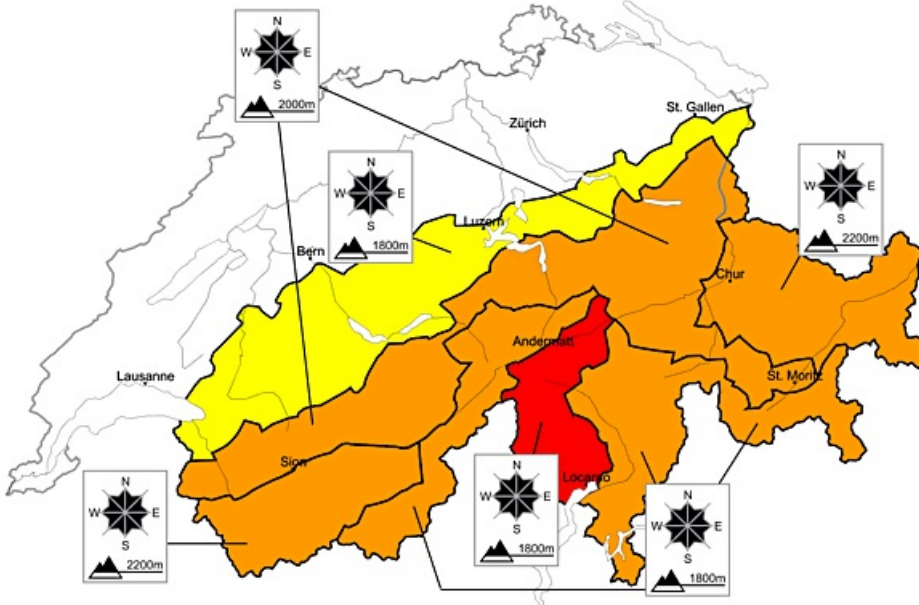 N
W E
S
2000m
St. Gallen
Zürich
N
W E
S
1800m
N
W E
S
2200m
Luzern
Bern
Chur
Andermatt
Lausanne
St. Moritz
Sion
Locarno
N
W E
S
2200m
N
W E
S
1800m
N
W E
S
1800m